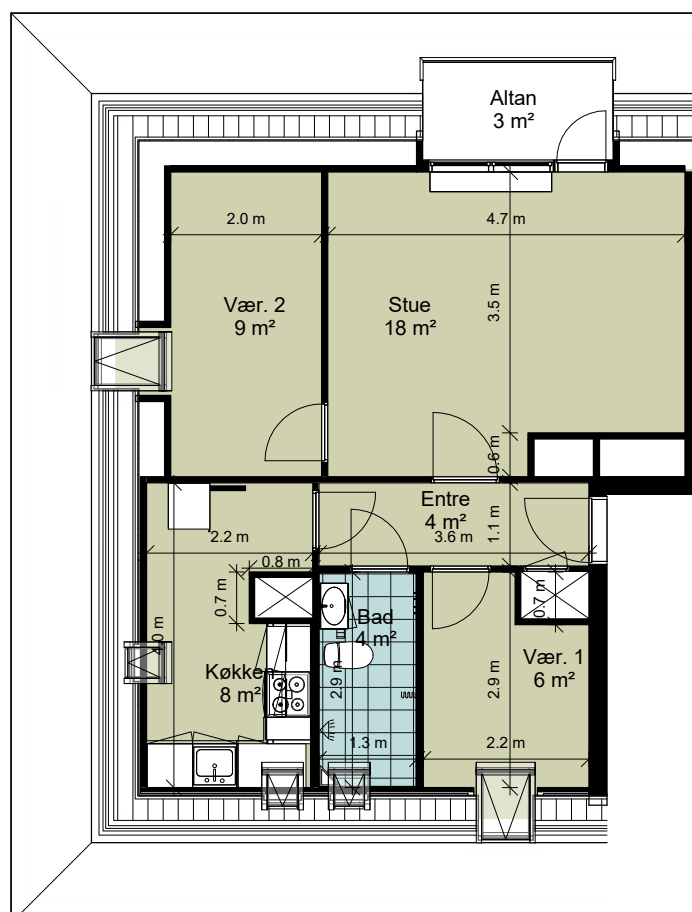 Altan
3 m²
2.0 m
4.7 m
3.5 m
Vær. 2
9 m²
Stue
18 m²
0.6 m
Entre
4 m²
3.6 m
1.1 m
2.2 m
0.8 m
0.7 m
0.7 m
Bad
4 m²
4.0 m
Køkken
8 m²
2.9 m
2.9 m
Vær. 1
6 m²
1.3 m
2.2 m